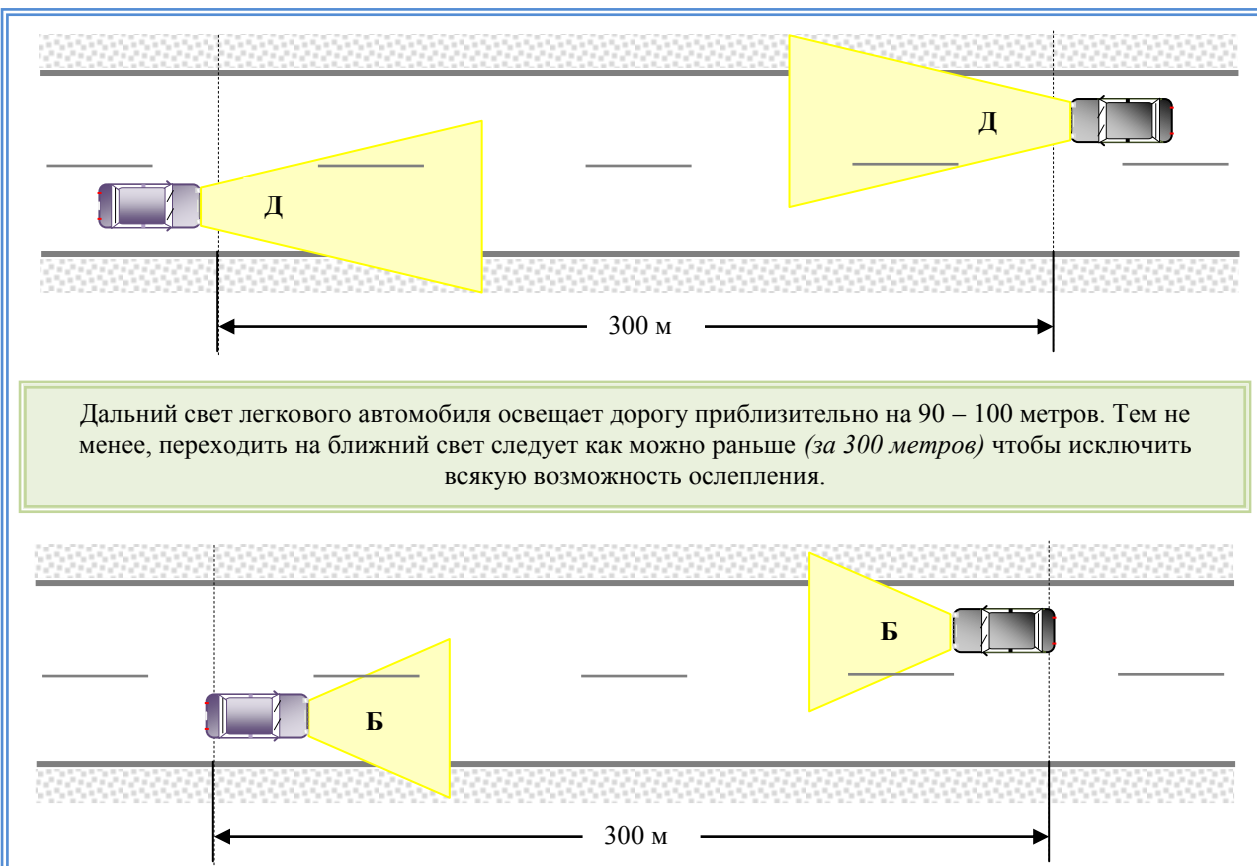 Д
Д
300 м
Дальний свет легкового автомобиля освещает дорогу приблизительно на 90 – 100 метров. Тем не
менее, переходить на ближний свет следует как можно раньше (за 300 метров) чтобы исключить
всякую возможность ослепления.
Б
Б
300 м